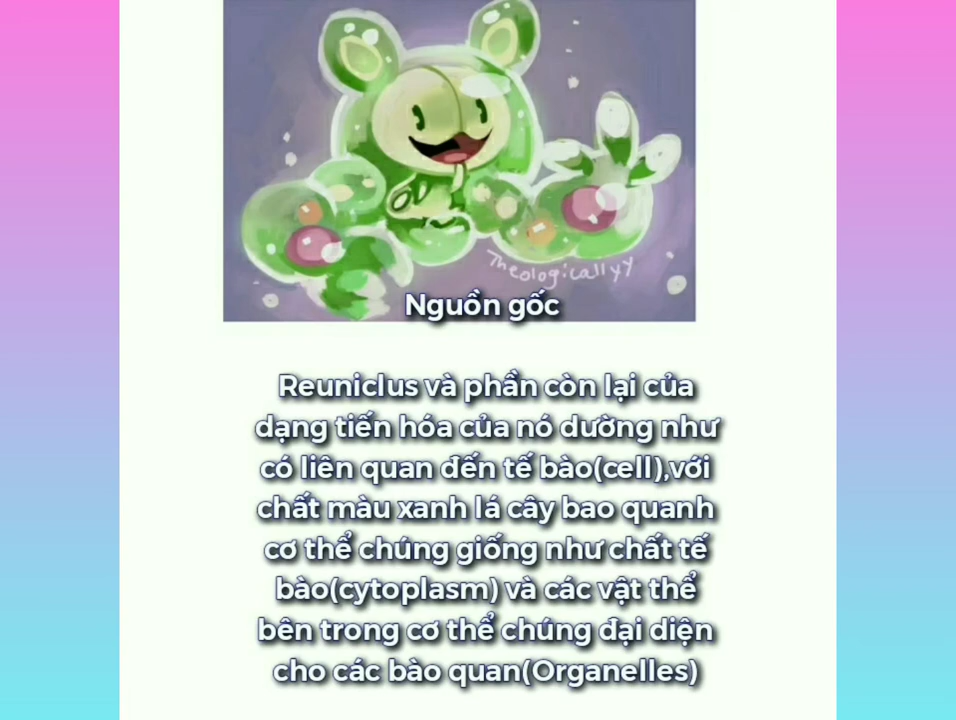 Theologicallyy
Nguồn gốc
Reuniclus và phần còn lại của
dạng tiến hóa của nó dường như
có liên quan đến tế bào(cell),với
chất màu xanh lá cây bao quanh
cơ thể chúng giống như chất tế
bào(cytoplasm) và các vật thể
bên trong cơ thể chúng đại diện
cho các bào quan(Organelles)